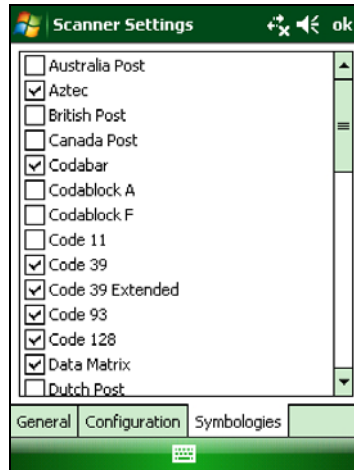 Scanner Settings ok
Australia Post
Aztec
British Post
Canada Post
Codabar
Codablock A
Codablock F
Code 11
Code 39
Code 39 Extended
Code 93
Code 128
Data Matrix
Dutch Post
General Configuration Symbologies